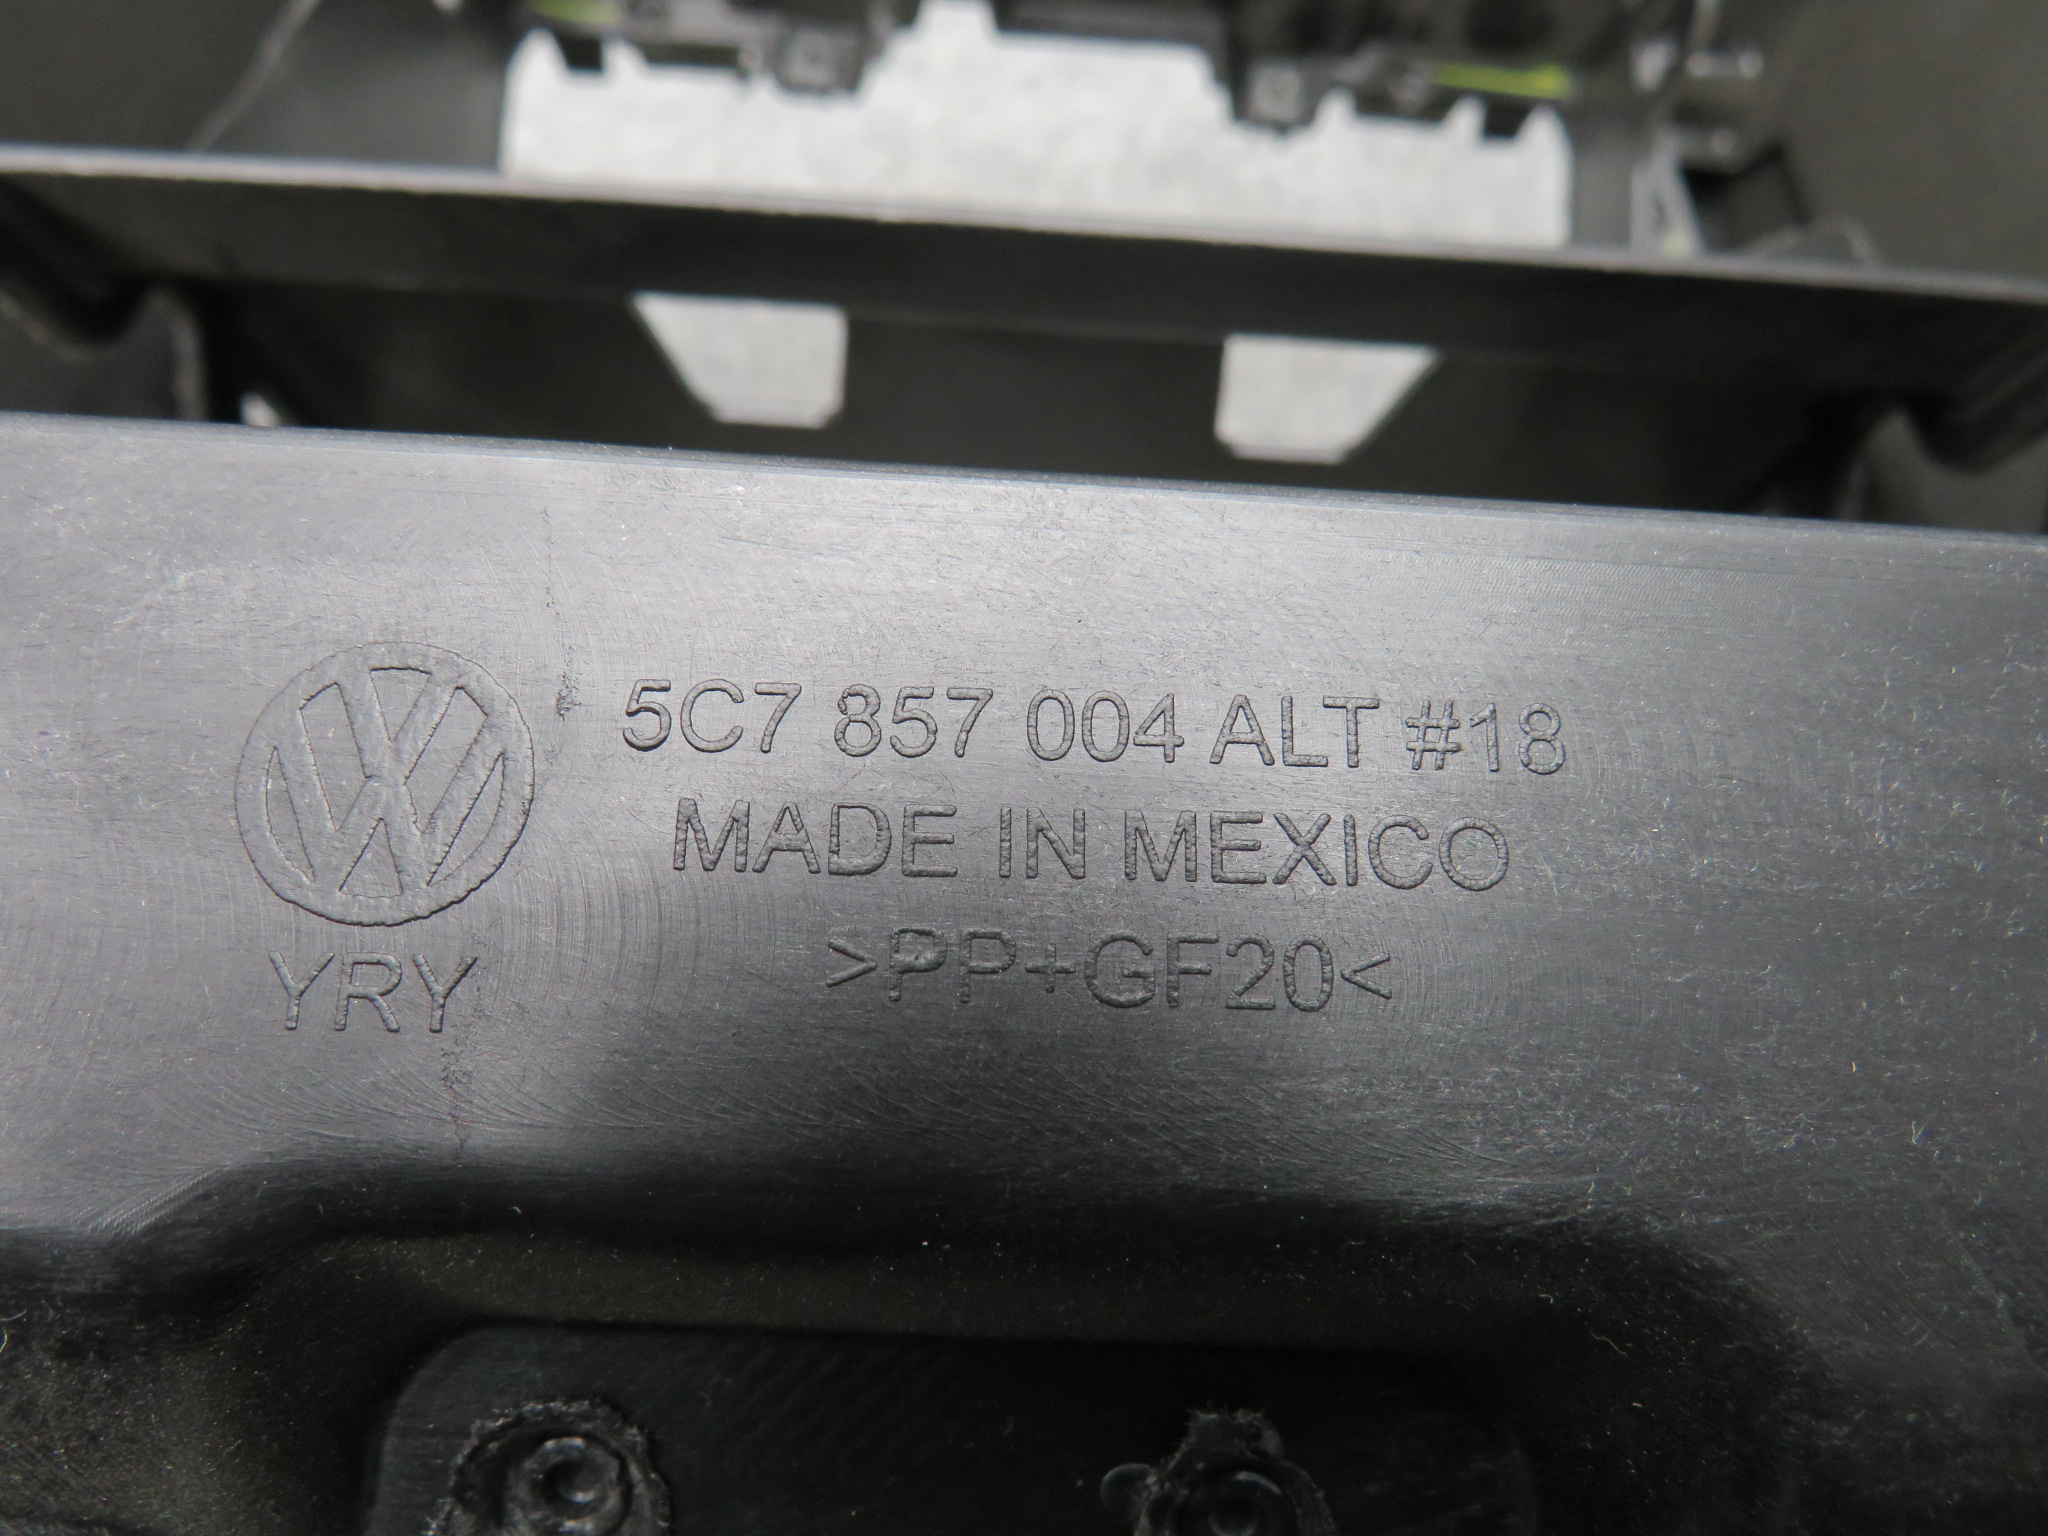 5C7 857 004 ALT #18
MADE IN MEXICO
>PP+GF20<
YRY